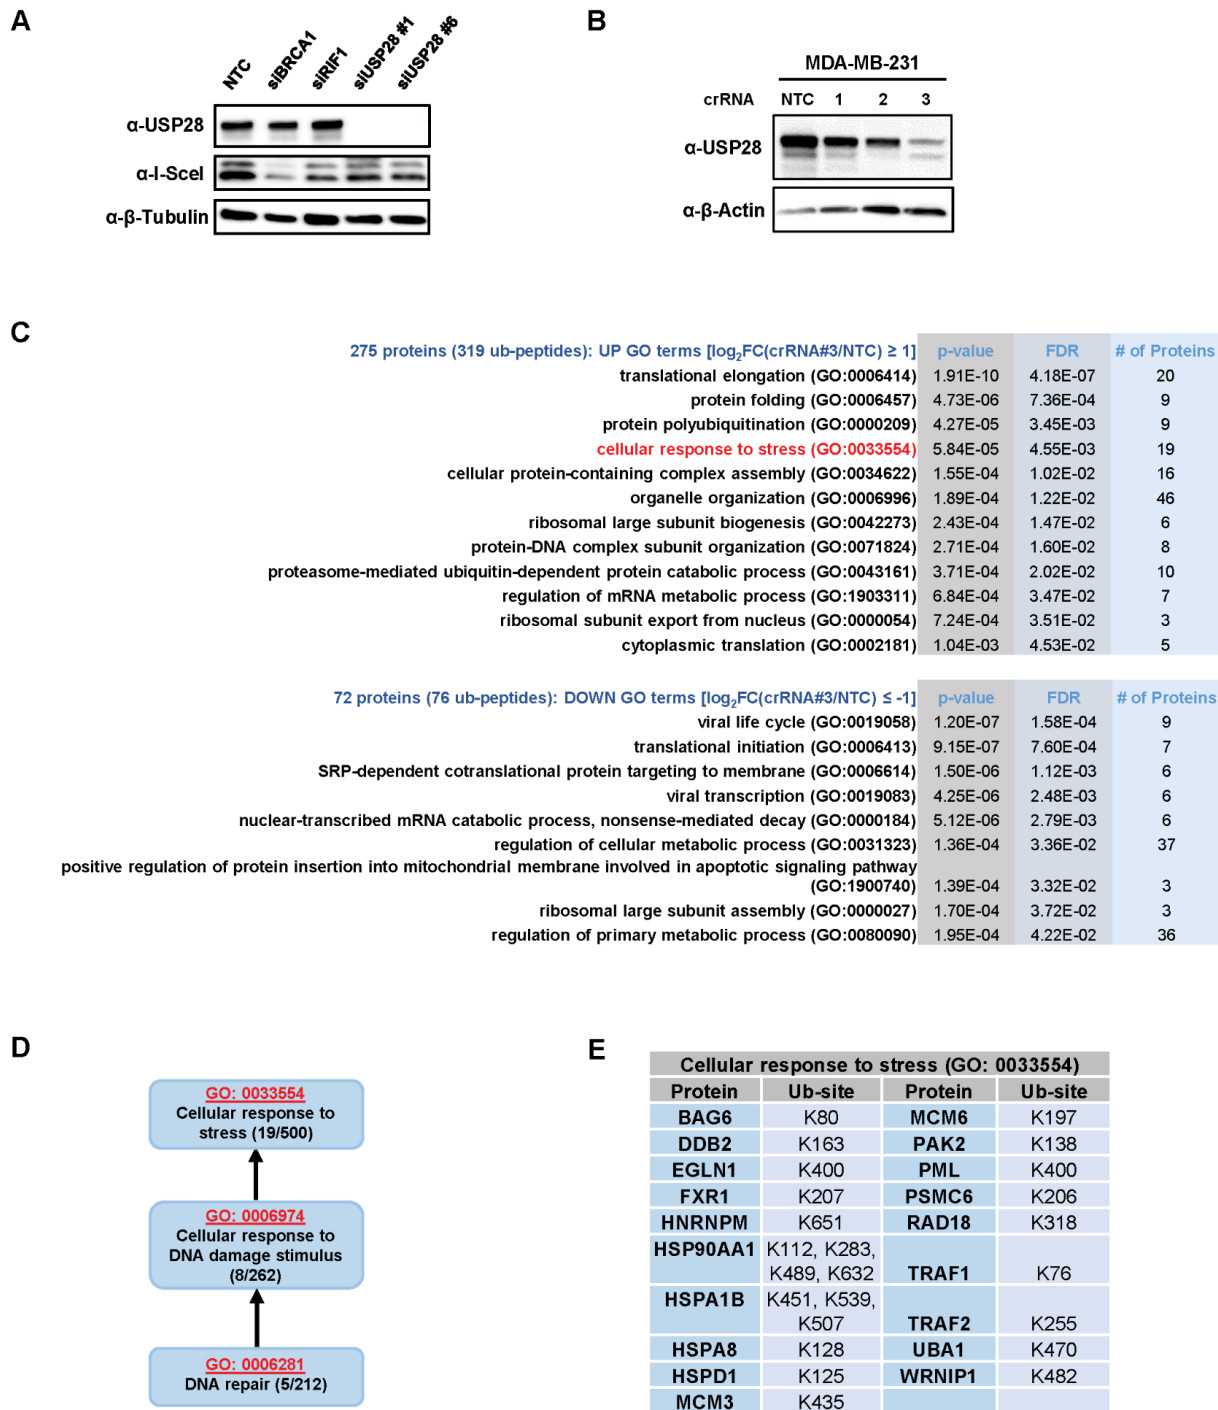 A
NTC
siBRCA1
siRIF1
siUSP28 #1
siUSP28 #6
α-USP28
α-I-SceI
α-β-Tubulin
B
MDA-MB-231
crRNA NTC 1 2 3
α-USP28
α-β-Actin
C
275 proteins (319 ub-peptides): UP GO terms [log2FC(crRNA#3/NTC) ≥ 1] p-value FDR # of Proteins
translational elongation (GO:0006414) 1.91E-10 4.18E-07 20
protein folding (GO:0006457) 4.73E-06 7.36E-04 9
protein polyubiquitination (GO:0000209) 4.27E-05 3.45E-03 9
cellular response to stress (GO:0033554) 5.84E-05 4.55E-03 19
cellular protein-containing complex assembly (GO:0034622) 1.55E-04 1.02E-02 16
organelle organization (GO:0006996) 1.89E-04 1.22E-02 46
ribosomal large subunit biogenesis (GO:0042273) 2.43E-04 1.47E-02 6
protein-DNA complex subunit organization (GO:0071824) 2.71E-04 1.60E-02 8
proteasome-mediated ubiquitin-dependent protein catabolic process (GO:0043161) 3.71E-04 2.02E-02 10
regulation of mRNA metabolic process (GO:1903311) 6.84E-04 3.47E-02 7
ribosomal subunit export from nucleus (GO:0000054) 7.24E-04 3.51E-02 3
cytoplasmic translation (GO:0002181) 1.04E-03 4.53E-02 5
72 proteins (76 ub-peptides): DOWN GO terms [log2FC(crRNA#3/NTC) ≤ -1] p-value FDR # of Proteins
viral life cycle (GO:0019058) 1.20E-07 1.58E-04 9
translational initiation (GO:0006413) 9.15E-07 7.60E-04 7
SRP-dependent cotranslational protein targeting to membrane (GO:0006614) 1.50E-06 1.12E-03 6
viral transcription (GO:0019083) 4.25E-06 2.48E-03 6
nuclear-transcribed mRNA catabolic process, nonsense-mediated decay (GO:0000184) 5.12E-06 2.79E-03 6
regulation of cellular metabolic process (GO:0031323) 1.36E-04 3.36E-02 37
positive regulation of protein insertion into mitochondrial membrane involved in apoptotic signaling pathway
(GO:1900740) 1.39E-04 3.32E-02 3
ribosomal large subunit assembly (GO:0000027) 1.70E-04 3.72E-02 3
regulation of primary metabolic process (GO:0080090) 1.95E-04 4.22E-02 36
D
GO: 0033554
Cellular response to
stress (19/500)
GO: 0006974
Cellular response to
DNA damage stimulus
(8/262)
GO: 0006281
DNA repair (5/212)
E
Cellular response to stress (GO: 0033554)
Protein Ub-site Protein Ub-site
BAG6 K80 MCM6 K197
DDB2 K163 PAK2 K138
EGLN1 K400 PML K400
FXR1 K207 PSMC6 K206
HNRNPM K651 RAD18 K318
HSP90AA1 K112, K283,
K489, K632 TRAF1 K76
HSPA1B K451, K539,
K507 TRAF2 K255
HSPA8 K128 UBA1 K470
HSPD1 K125 WRNIP1 K482
MCM3 K435